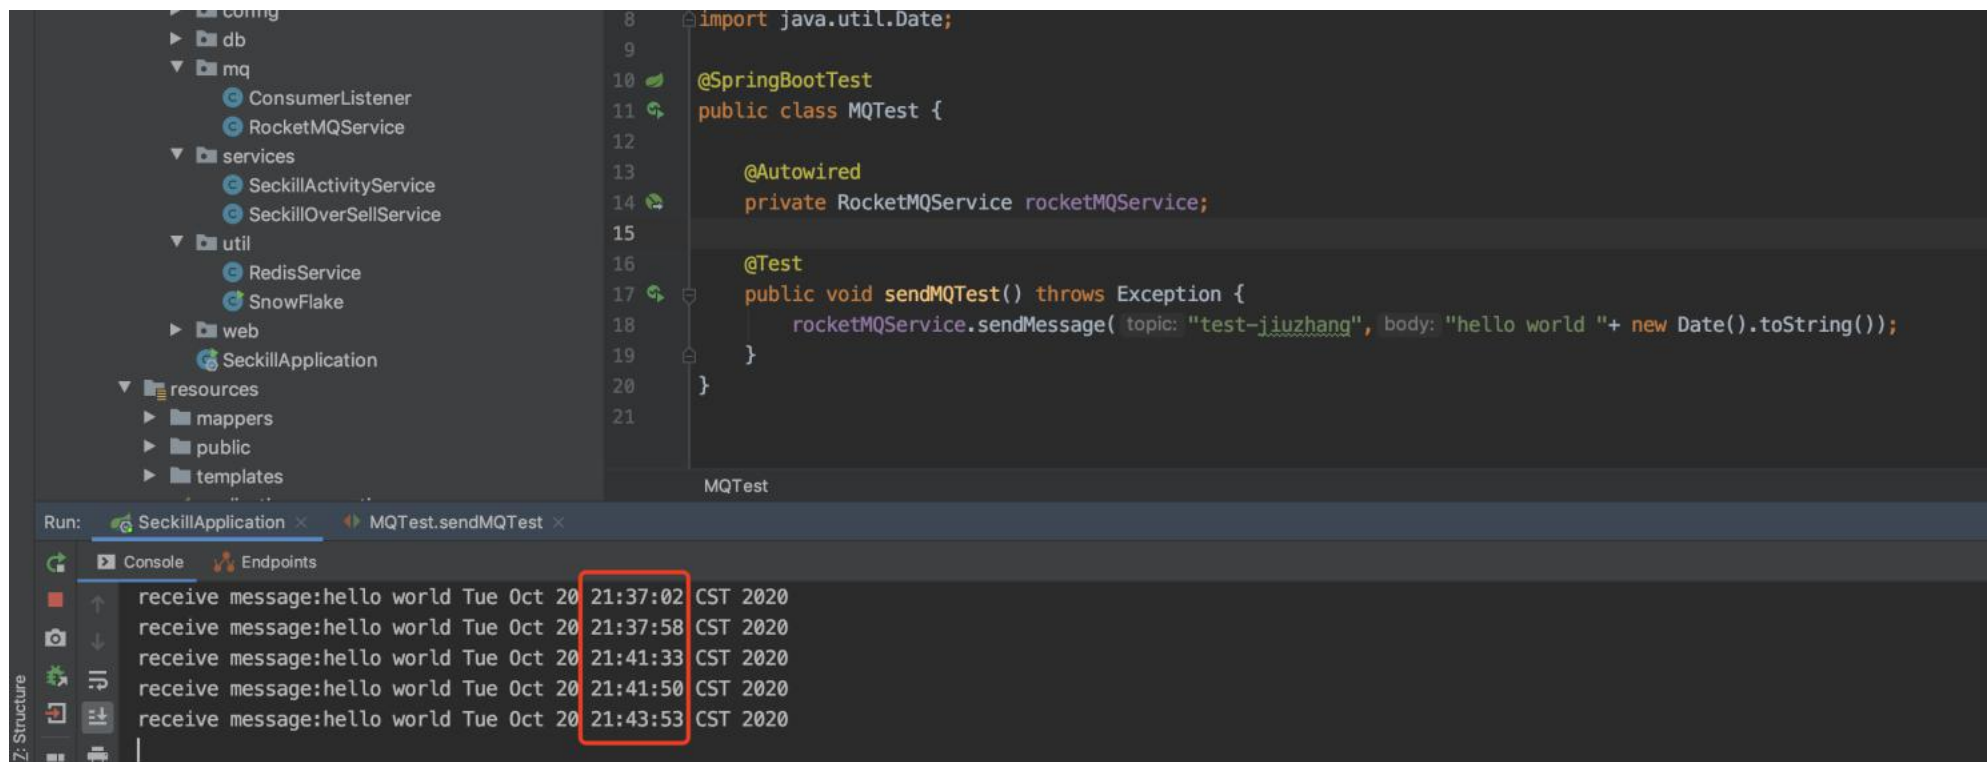 config
db
mq
ConsumerListener
RocketMQService
services
SeckillActivityService
SeckillOverSellService
util
RedisService
SnowFlake
web
SeckillApplication
resources
mappers
public
templates
8 import java.util.Date;
9
10 @SpringBootTest
11 public class MQTest {
12
13 @Autowired
14 private RocketMQService rocketMQService;
15
16 @Test
17 public void sendMQTest() throws Exception {
18 rocketMQService.sendMessage( topic: "test-jiuzhang", body: "hello world "+ new Date().toString());
19 }
20 }
21
MQTest
Run: SeckillApplication × MQTest.sendMQTest ×
Console Endpoints
receive message:hello world Tue Oct 20 21:37:02 CST 2020
receive message:hello world Tue Oct 20 21:37:58 CST 2020
receive message:hello world Tue Oct 20 21:41:33 CST 2020
receive message:hello world Tue Oct 20 21:41:50 CST 2020
receive message:hello world Tue Oct 20 21:43:53 CST 2020
Z: Structure